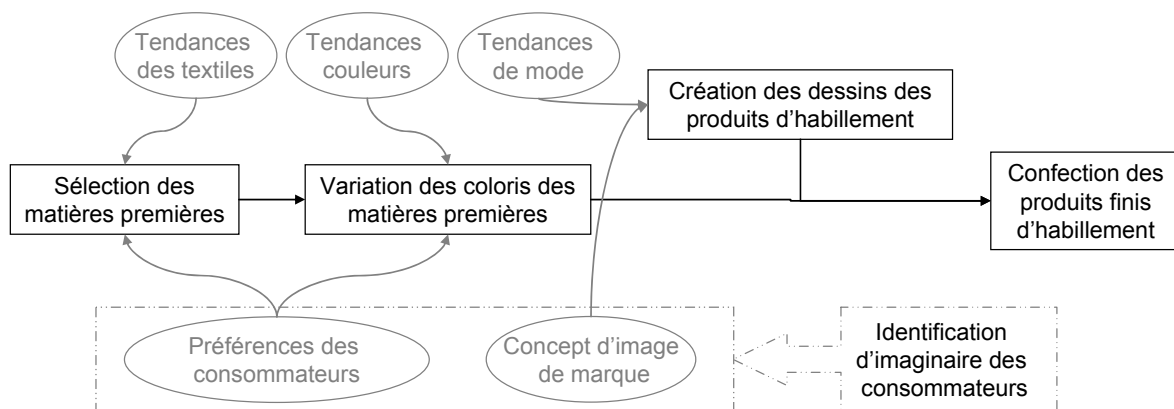 Tendances
des textiles
Tendances
couleurs
Tendances
de mode
Création des dessins des
produits d'habillement
Sélection des
matières premières
Variation des coloris des
matières premières
Confection des
produits finis
d'habillement
Préférences des
consommateurs
Concept d'image
de marque
Identification
d'imaginaire des
consommateurs